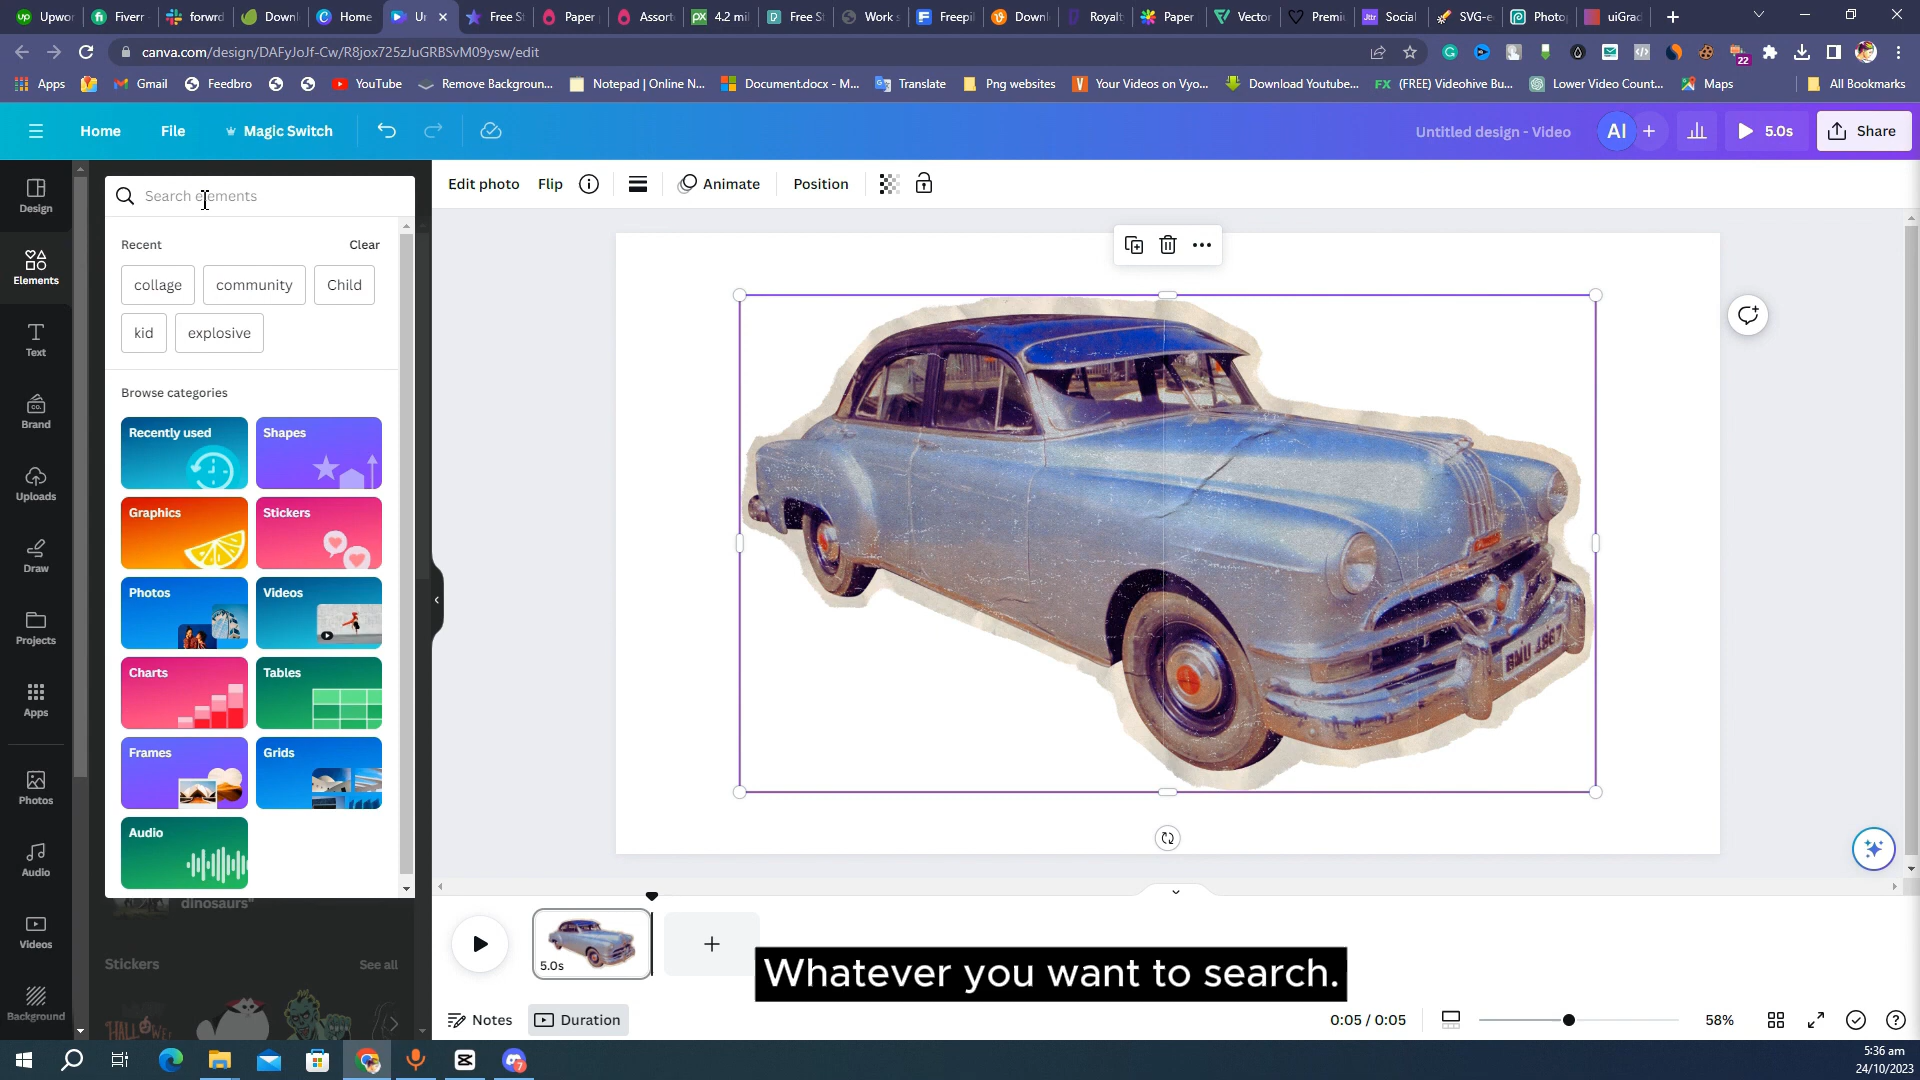 Upwor
Fiverr
forwrd
Downl
Home
Ur
Free St
Paper
Assort
4.2 mil
Free St
Work s
Freepil
Downl
Royalt
Paper
Vector
Premiu
Social
SVG-e
Photo
uiGrad
canva.com/design/DAFyJoJf-Cw/R8jox725zJuGRBSvM09ysw/edit
22
Apps
Gmail
Feedbro
YouTube
Remove Backgroun...
Notepad | Online N...
Document.docx - M...
Translate
Png websites
Your Videos on Vyo...
Download Youtube...
FX (FREE) Videohive Bu...
Lower Video Count...
Maps
All Bookmarks
Home
File
Magic Switch
Untitled design - Video
AI
5.0s
Share
Design
Elements
Text
Brand
Uploads
Draw
Projects
Apps
Photos
Audio
Videos
Background
Search elements
Recent
Clear
collage
community
Child
kid
explosive
Browse categories
Recently used
Shapes
Graphics
Stickers
Photos
Videos
Charts
Tables
Frames
Grids
Audio
dinosaurs"
Stickers
See all
Edit photo
Flip
Animate
Position
5.0s
Whatever you want to search.
Notes
Duration
0:05 / 0:05
58%
5:36 am
24/10/2023